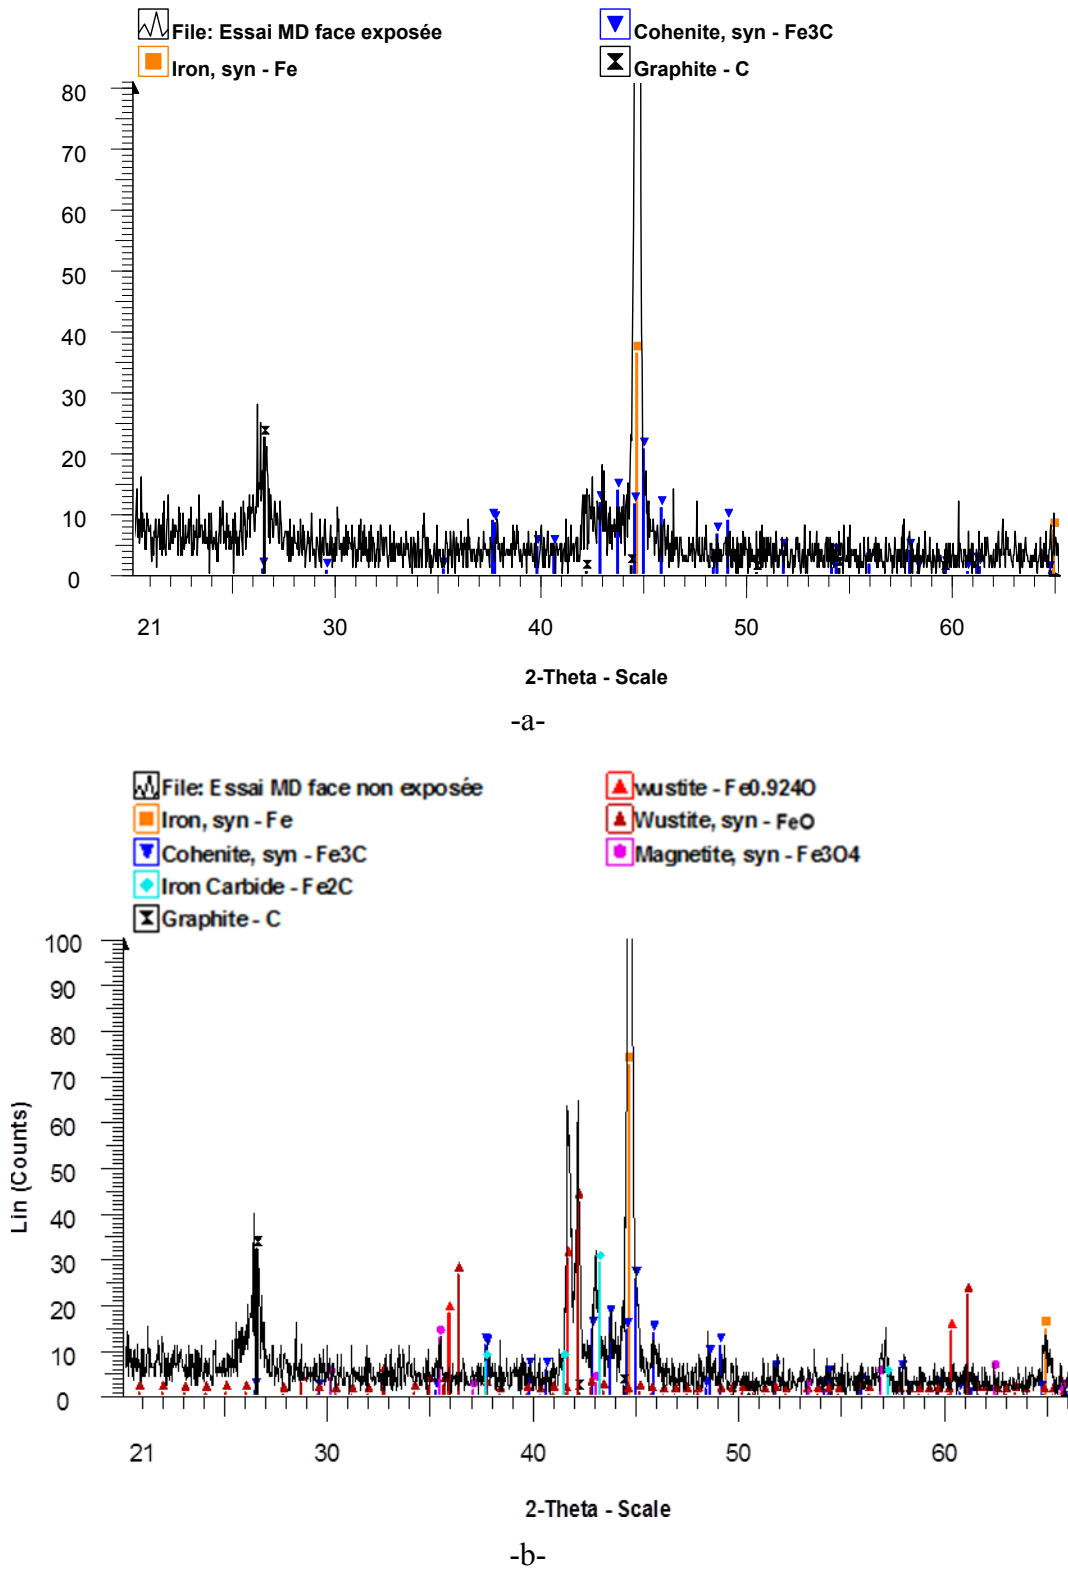 File: Essai MD face exposée
Cohenite, syn - Fe3C
Iron, syn - Fe
Graphite - C
80
70
60
50
40
30
20
10
0
21 30 40 50 60
2-Theta - Scale
-a-
File: Essai MD face non exposée
wustite - Fe0.924O
Iron, syn - Fe
Wustite, syn - FeO
Cohenite, syn - Fe3C
Magnetite, syn - Fe3O4
Iron Carbide - Fe2C
Graphite - C
Lin (Counts)
100
90
80
70
60
50
40
30
20
10
0
21 30 40 50 60
2-Theta - Scale
-b-